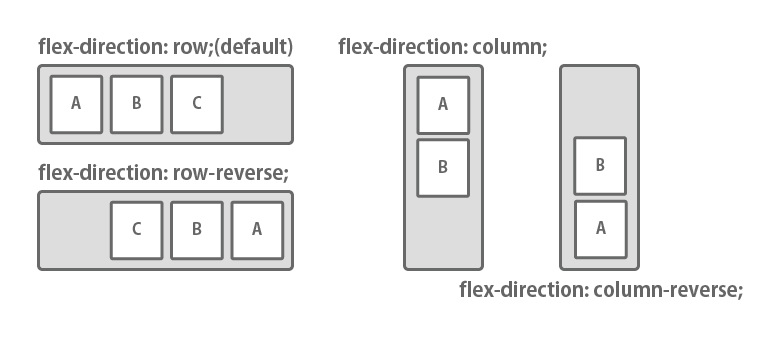 flex-direction: row;(default)
A B C
flex-direction: row-reverse;
C B A
flex-direction: column;
A
B
B
A
flex-direction: column-reverse;